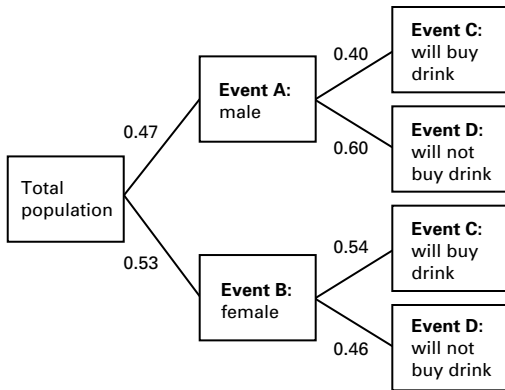 Total
population
0.47
0.53
Event A:
male
Event B:
female
0.40
0.60
0.54
0.46
Event C:
will buy
drink
Event D:
will not
buy drink
Event C:
will buy
drink
Event D:
will not
buy drink